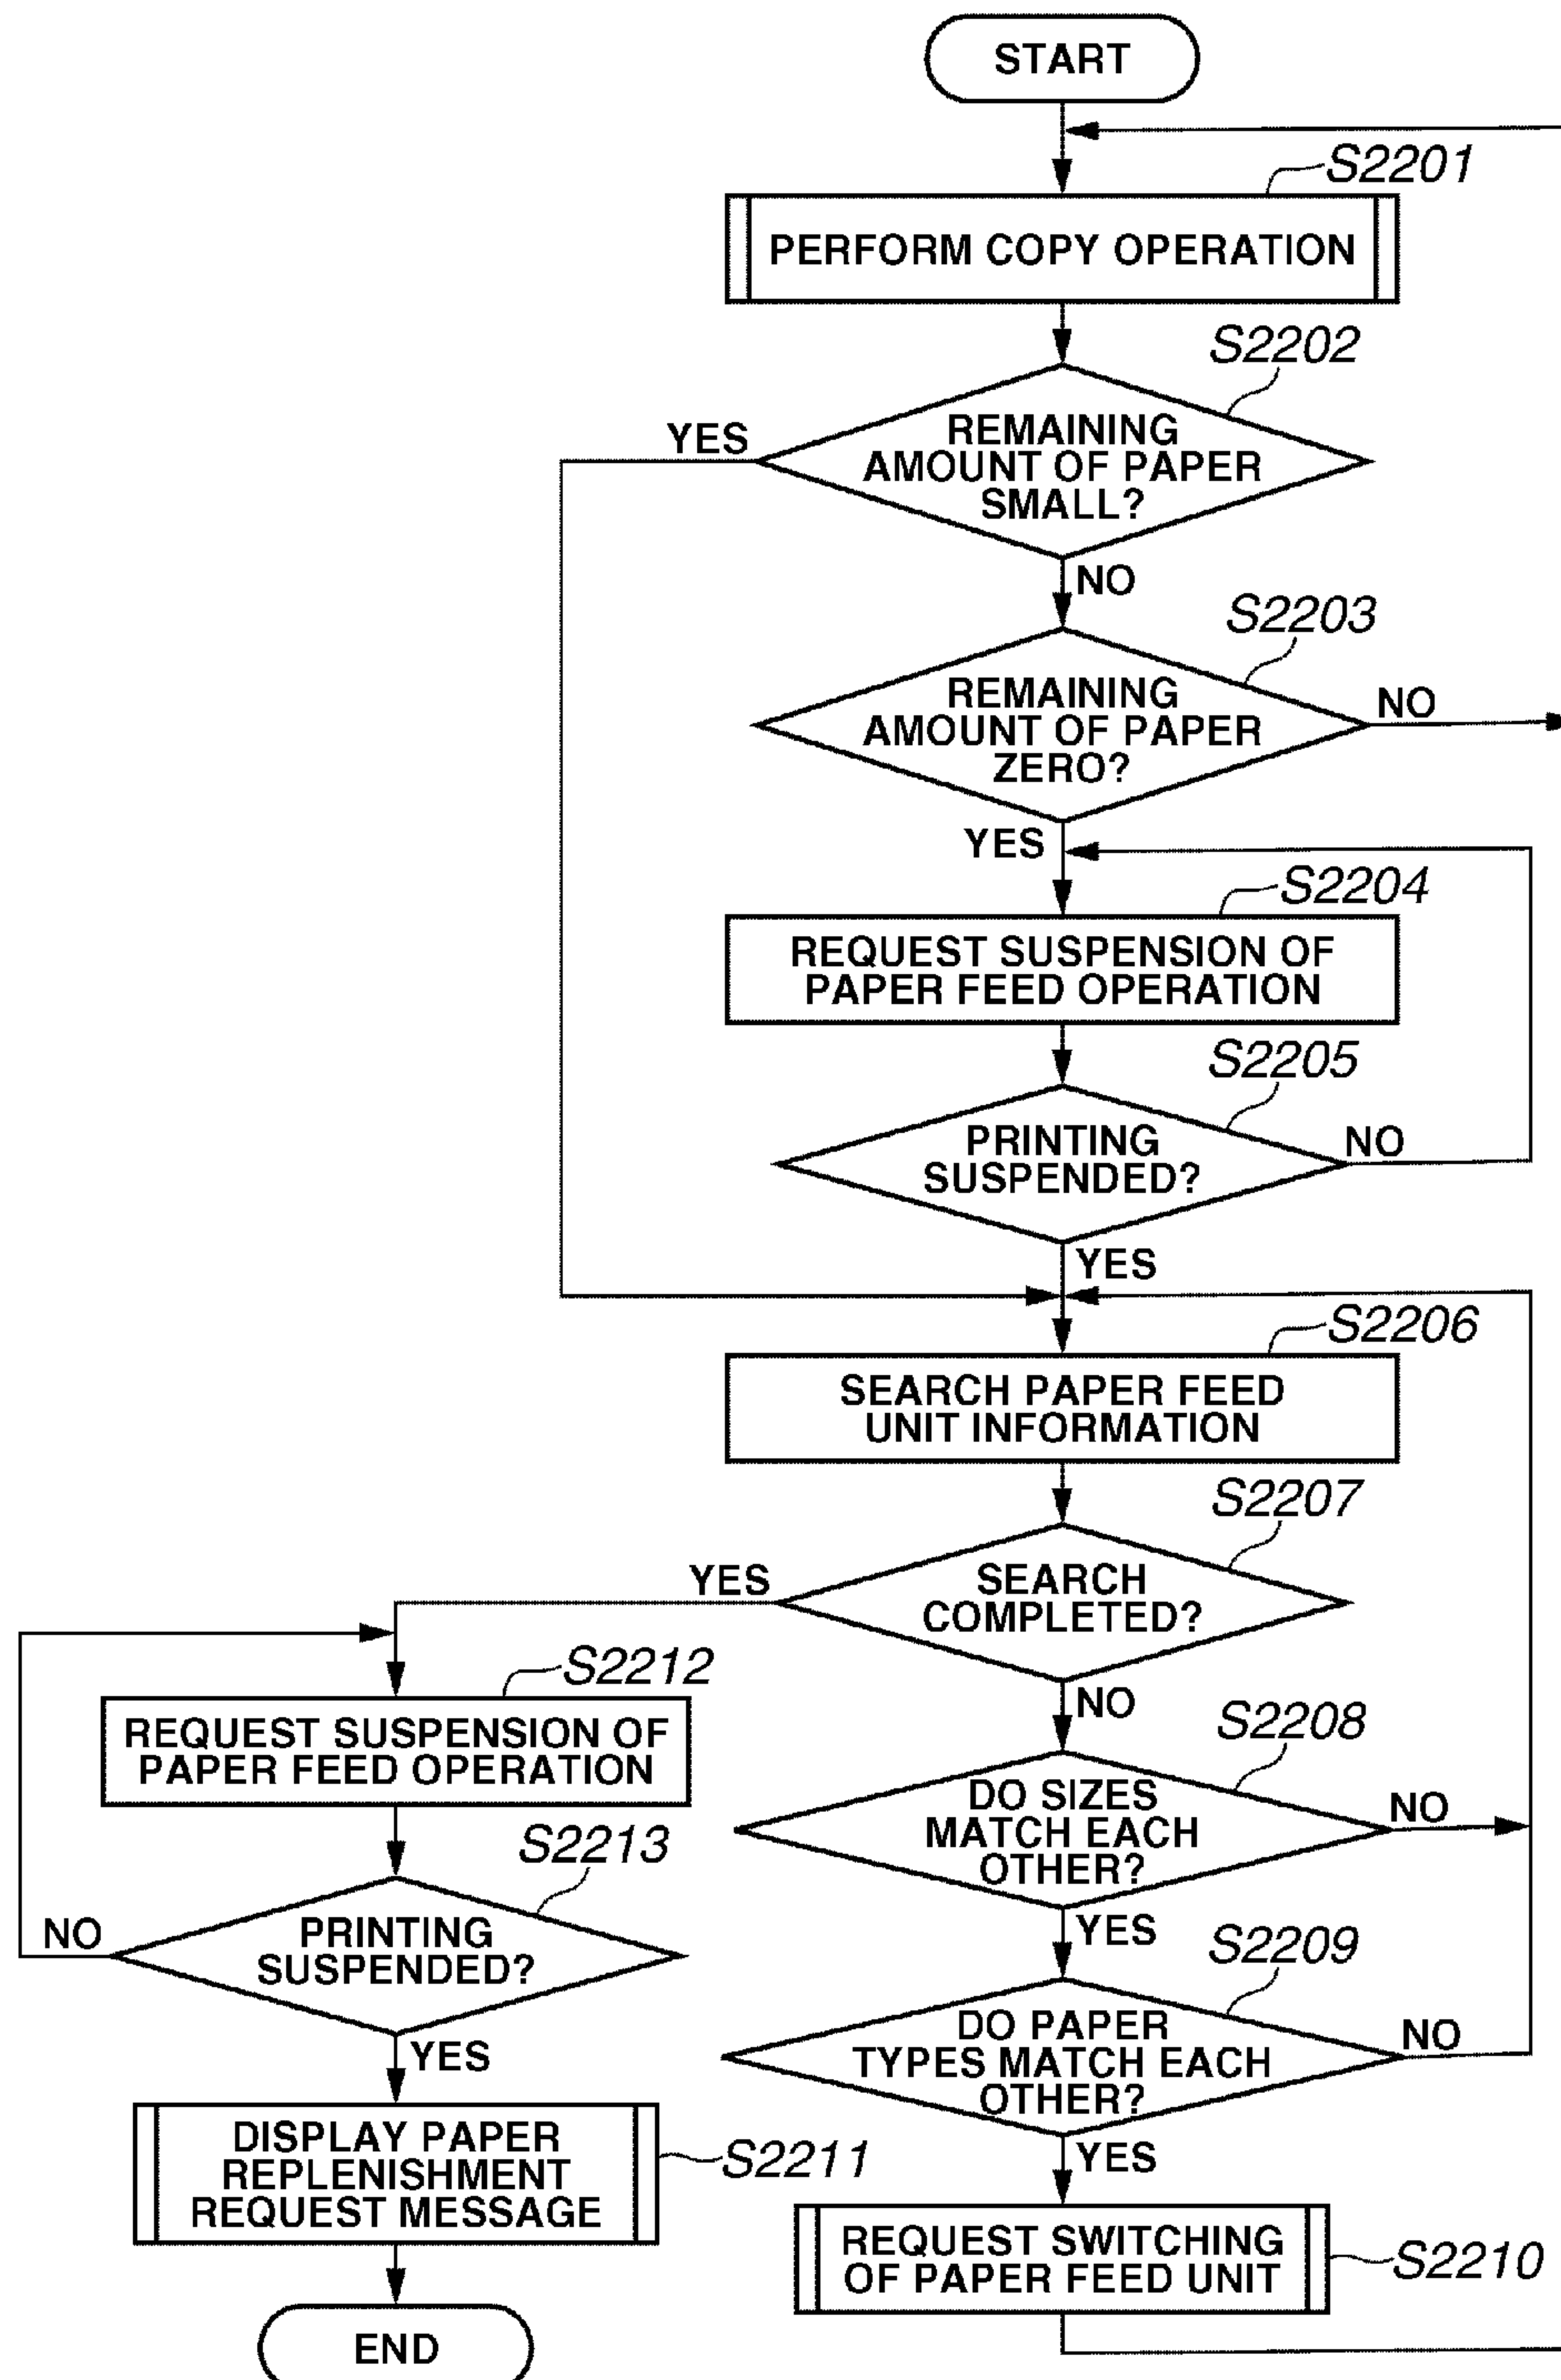 START
S2201
PERFORM COPY OPERATION
S2202
YES
REMAINING
AMOUNT OF PAPER
SMALL?
NO
S2203
REMAINING
AMOUNT OF PAPER
ZERO?
NO
YES
S2204
REQUEST SUSPENSION OF
PAPER FEED OPERATION
S2205
PRINTING
SUSPENDED?
NO
YES
S2206
SEARCH PAPER FEED
UNIT INFORMATION
S2207
YES
SEARCH
COMPLETED?
NO
S2212
REQUEST SUSPENSION OF
PAPER FEED OPERATION
S2208
DO SIZES
MATCH EACH
OTHER?
NO
YES
S2213
PRINTING
SUSPENDED?
NO
YES
S2209
DO PAPER
TYPES MATCH EACH
OTHER?
NO
YES
DISPLAY PAPER
REPLENISHMENT
REQUEST MESSAGE
S2211
REQUEST SWITCHING
OF PAPER FEED UNIT
S2210
END